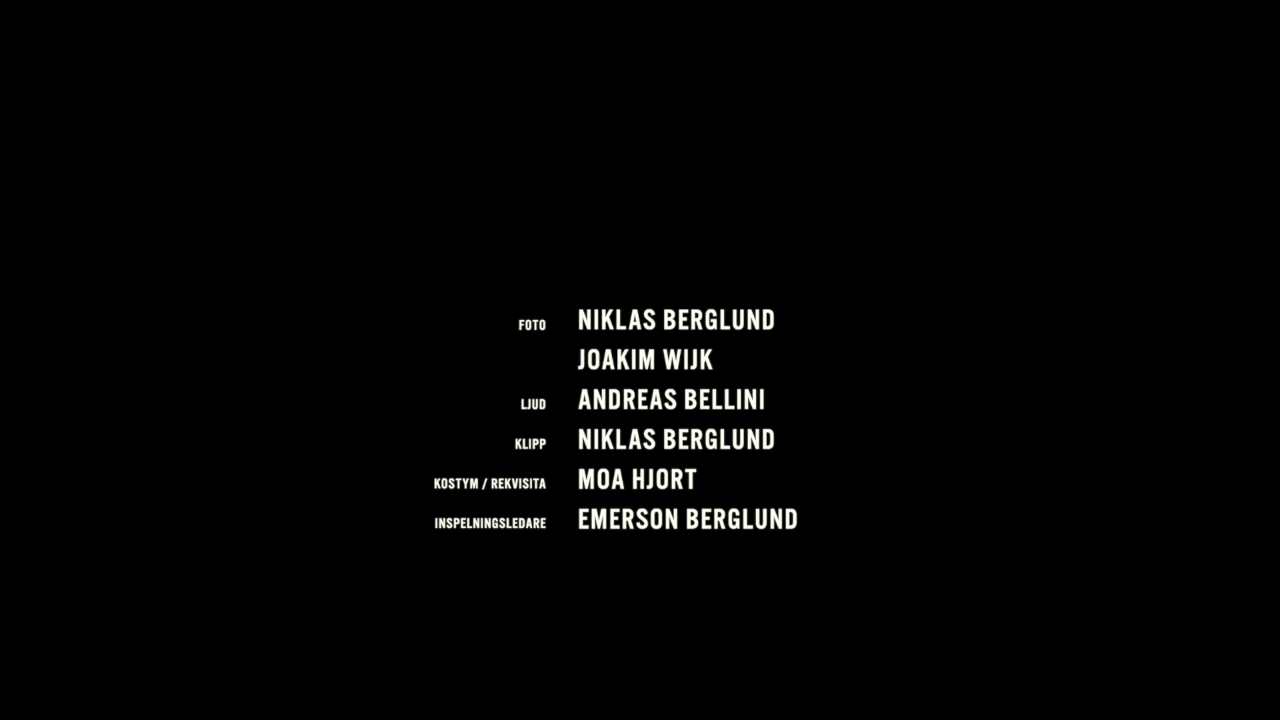 FOTO NIKLAS BERGLUND
JOAKIM WIJK
LJUD ANDREAS BELLINI
KLIPP NIKLAS BERGLUND
KOSTYM / REKVISITA MOA HJORT
INSPELNINGSLEDARE EMERSON BERGLUND